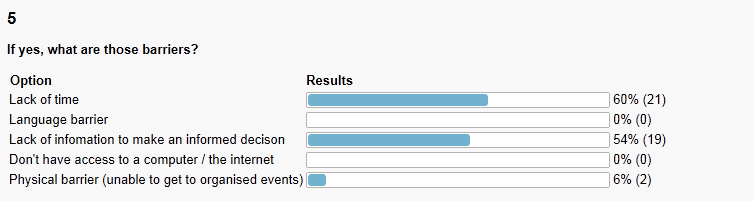 5
If yes, what are those barriers?
Option Results
Lack of time 60% (21)
Language barrier 0% (0)
Lack of infomation to make an informed decison 54% (19)
Don't have access to a computer / the internet 0% (0)
Physical barrier (unable to get to organised events) 6% (2)